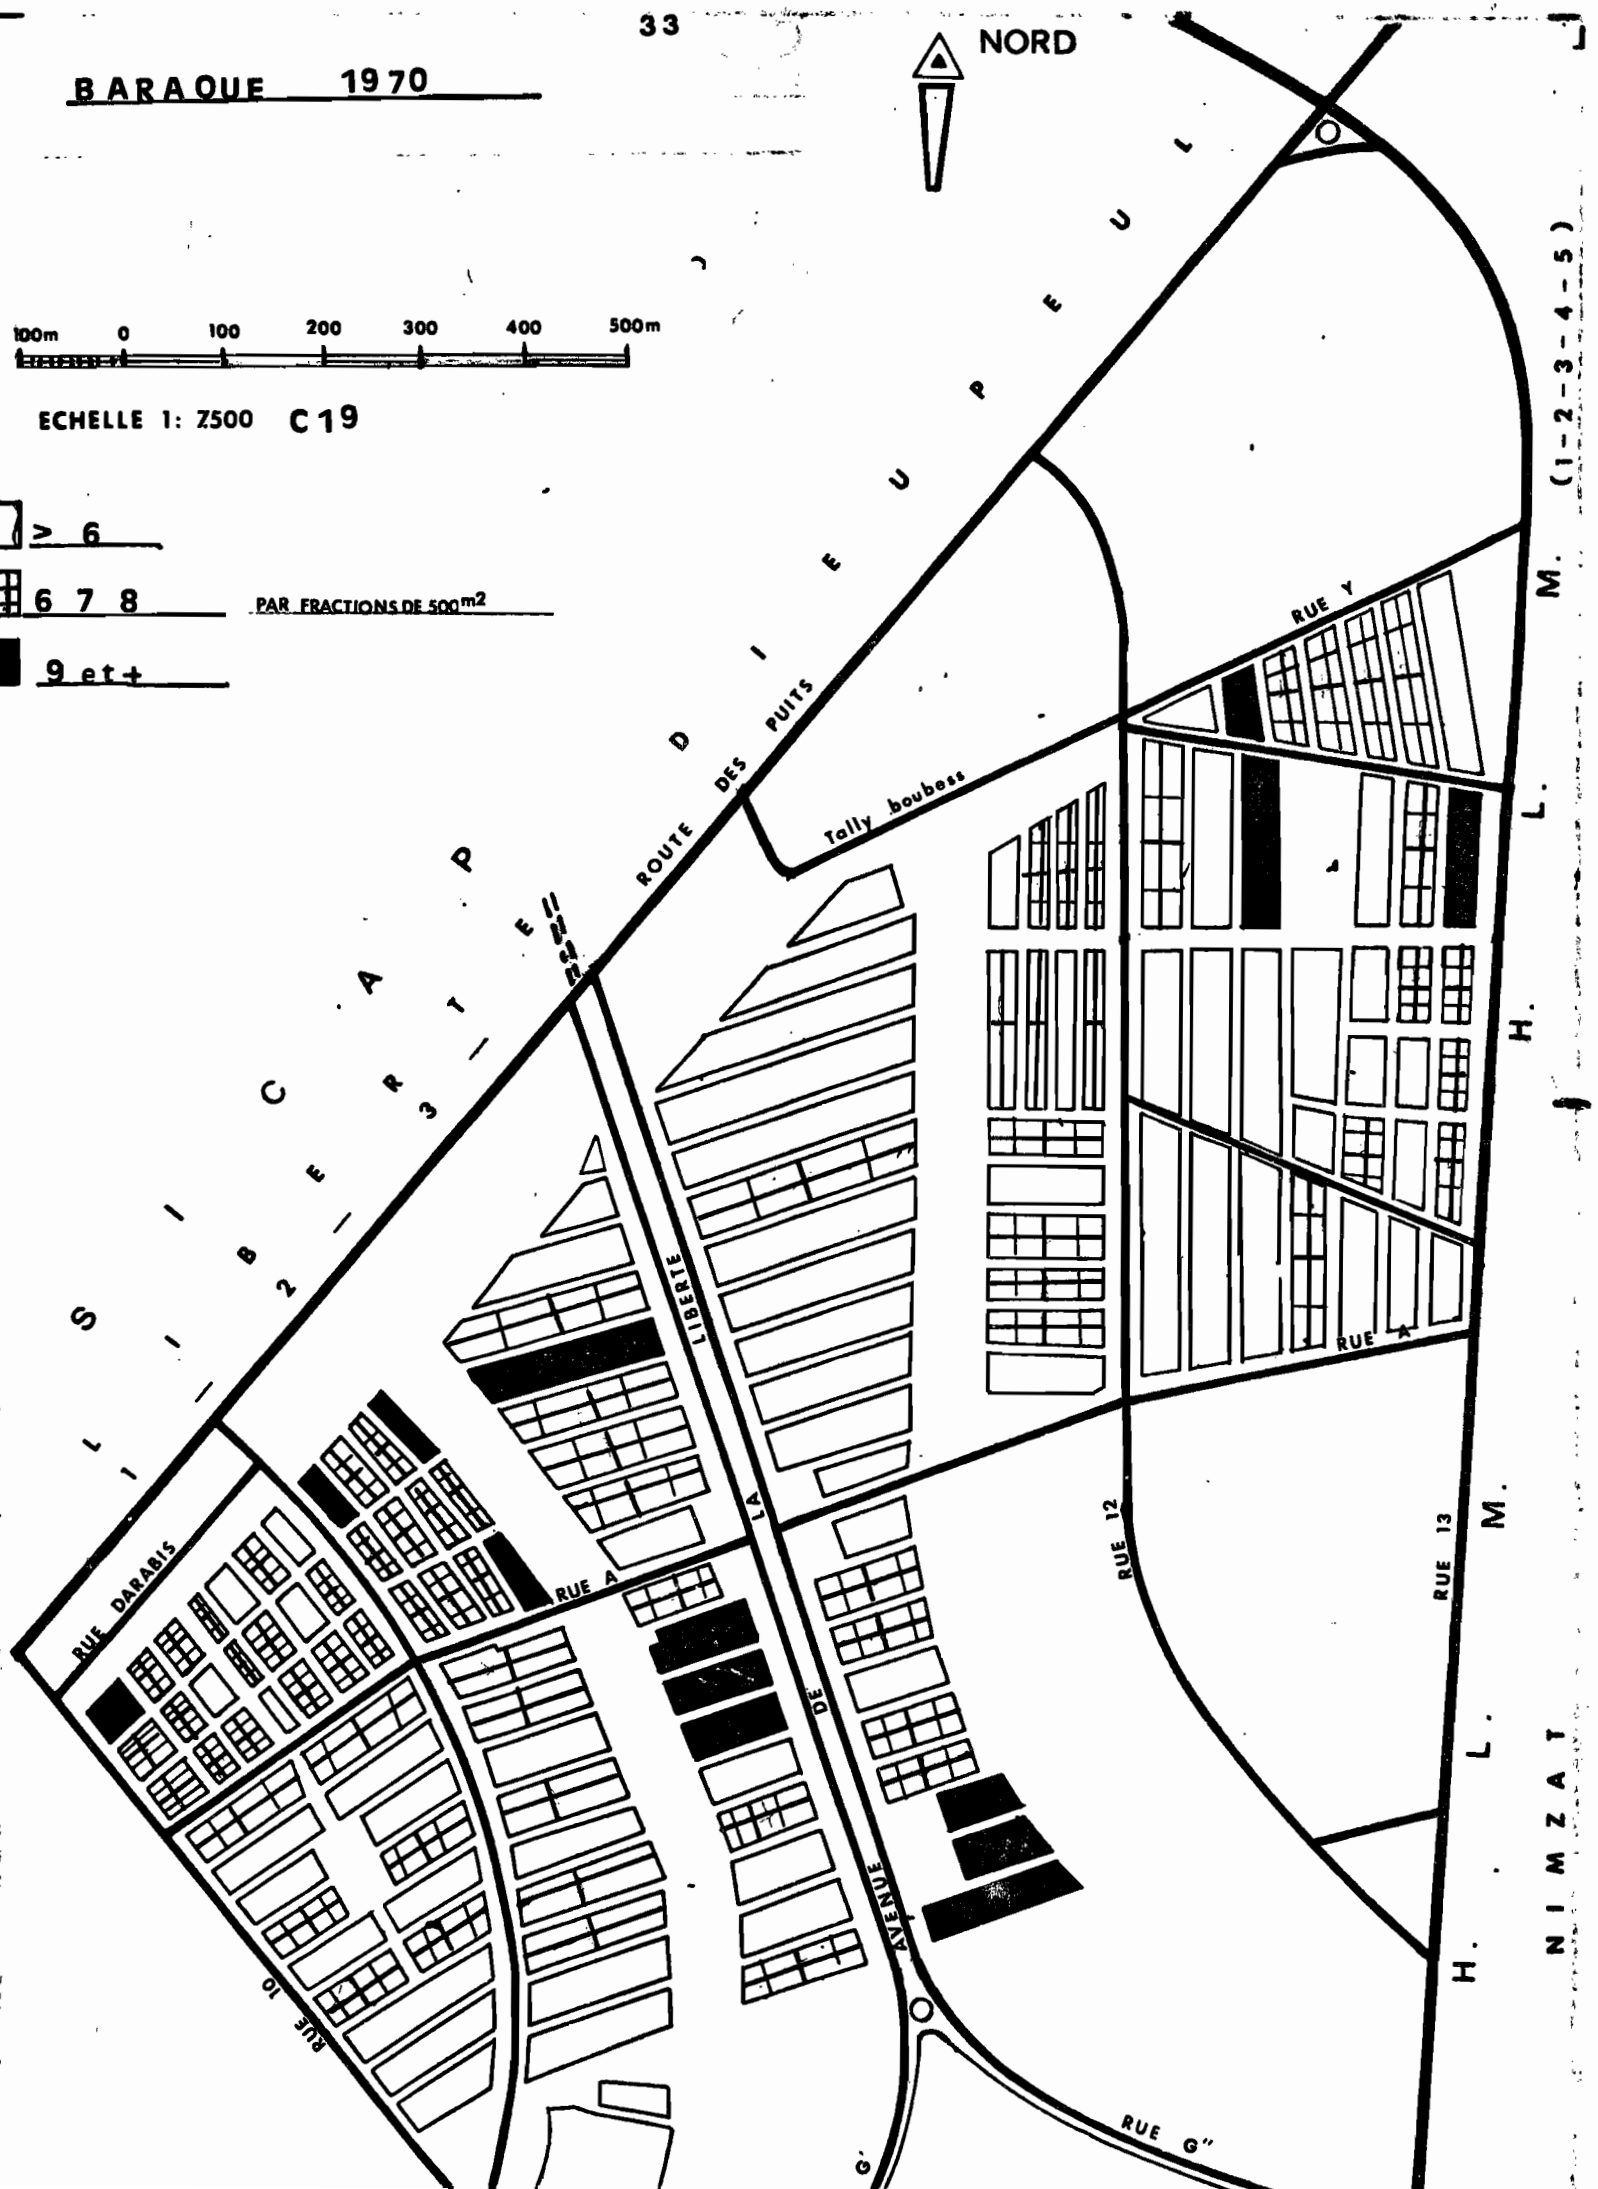 33
NORD
BARAQUE 1970
100m 0 100 200 300 400 500m
ECHELLE 1: 7500 C19
> 6
6 7 8
PAR FRACTIONS DE 500m2
9 et+
SICAP
DIEUPEUL
LIBERTE
1-2-3
ROUTE DES PUITS
Tally boubess
RUE Y
H. L. M. (1-2-3-4-5)
RUE A
RUE A
RUE DARABIS
AVENUE DE LA LIBERTE
RUE 10
RUE 12
RUE 13
H. L. M.
NIMZAT
G'
RUE G"